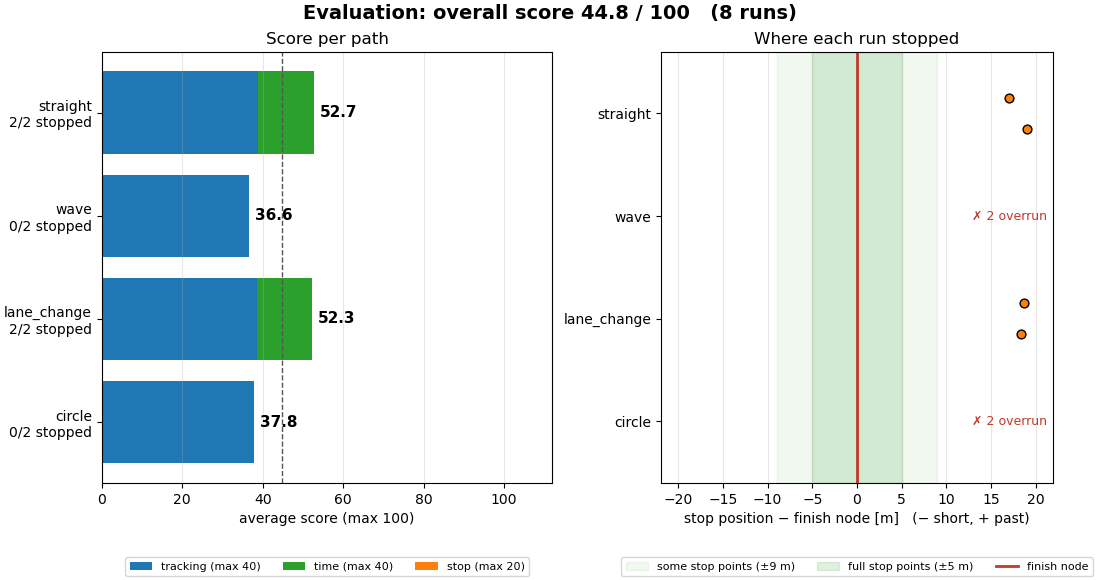 Evaluation: overall score 44.8 / 100 (8 runs)
Score per path
straight
2/2 stopped
52.7
wave
0/2 stopped
36.6
lane_change
2/2 stopped
52.3
circle
0/2 stopped
37.8
0 20 40 60 80 100
average score (max 100)
tracking (max 40) time (max 40) stop (max 20)
Where each run stopped
straight
wave
✗ 2 overrun
lane_change
circle
✗ 2 overrun
−20 −15 −10 −5 0 5 10 15 20
stop position − finish node [m] (− short, + past)
some stop points (±9 m) full stop points (±5 m) finish node